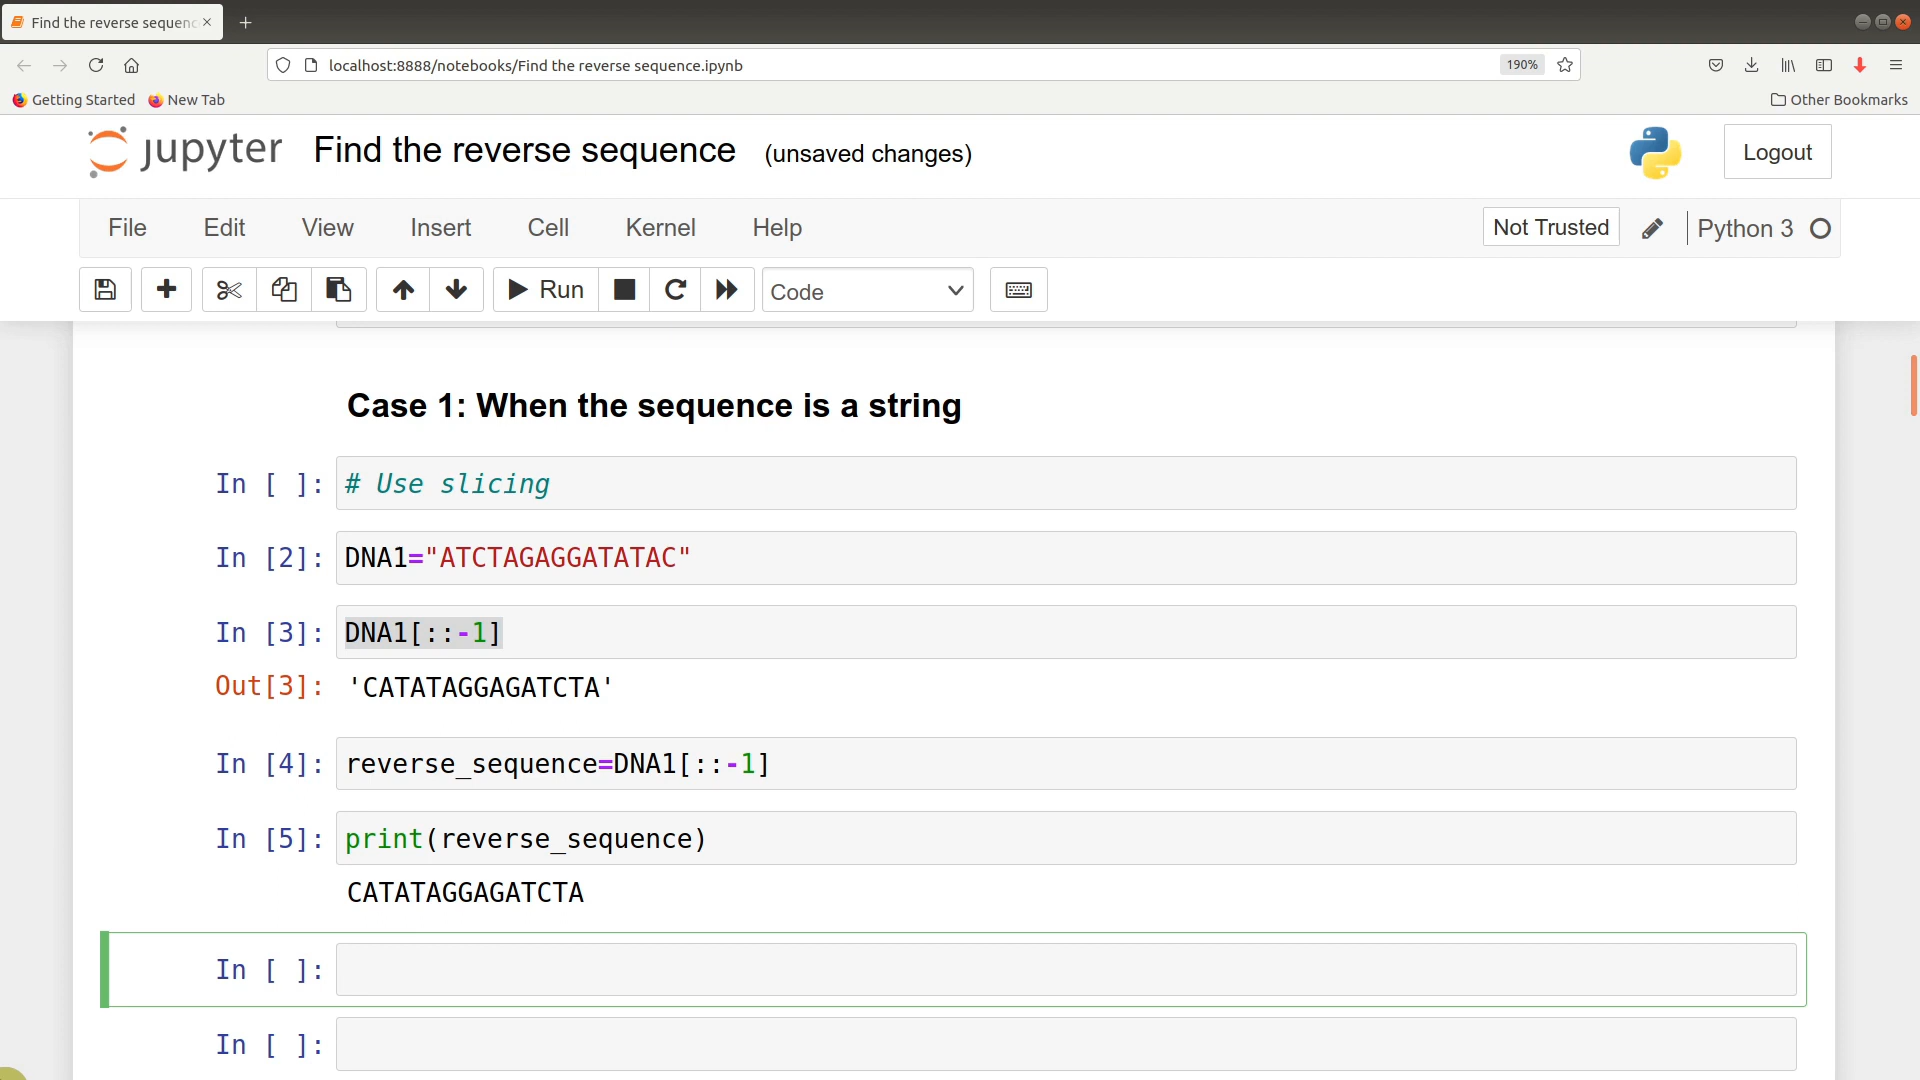 Find the reverse sequenc
localhost:8888/notebooks/Find the reverse sequence.ipynb
190%
Getting Started
New Tab
Other Bookmarks
jupyter
Find the reverse sequence
(unsaved changes)
Logout
File Edit View Insert Cell Kernel Help
Not Trusted
Python 3
Run
Code
Case 1: When the sequence is a string
In [ ]: # Use slicing
In [2]: DNA1="ATCTAGAGGATATAC"
In [3]: DNA1[::-1]
Out[3]: 'CATATAGGAGATCTA'
In [4]: reverse_sequence=DNA1[::-1]
In [5]: print(reverse_sequence)
CATATAGGAGATCTA
In [ ]:
In [ ]: